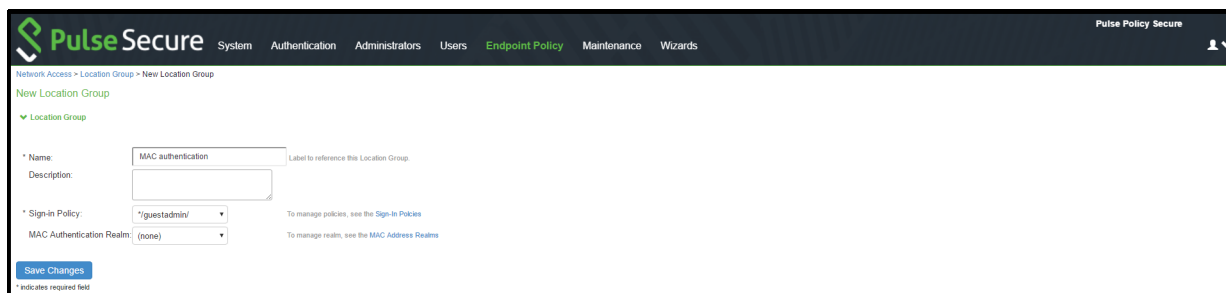 Pulse Policy Secure
Pulse Secure System Authentication Administrators Users Endpoint Policy Maintenance Wizards
Network Access > Location Group > New Location Group
New Location Group
Location Group
* Name: MAC authentication Label to reference this Location Group.
Description:
* Sign-in Policy: */guestadmin/ To manage policies, see the Sign-In Policies
MAC Authentication Realm: (none) To manage realm, see the MAC Address Realms
Save Changes
* indicates required field